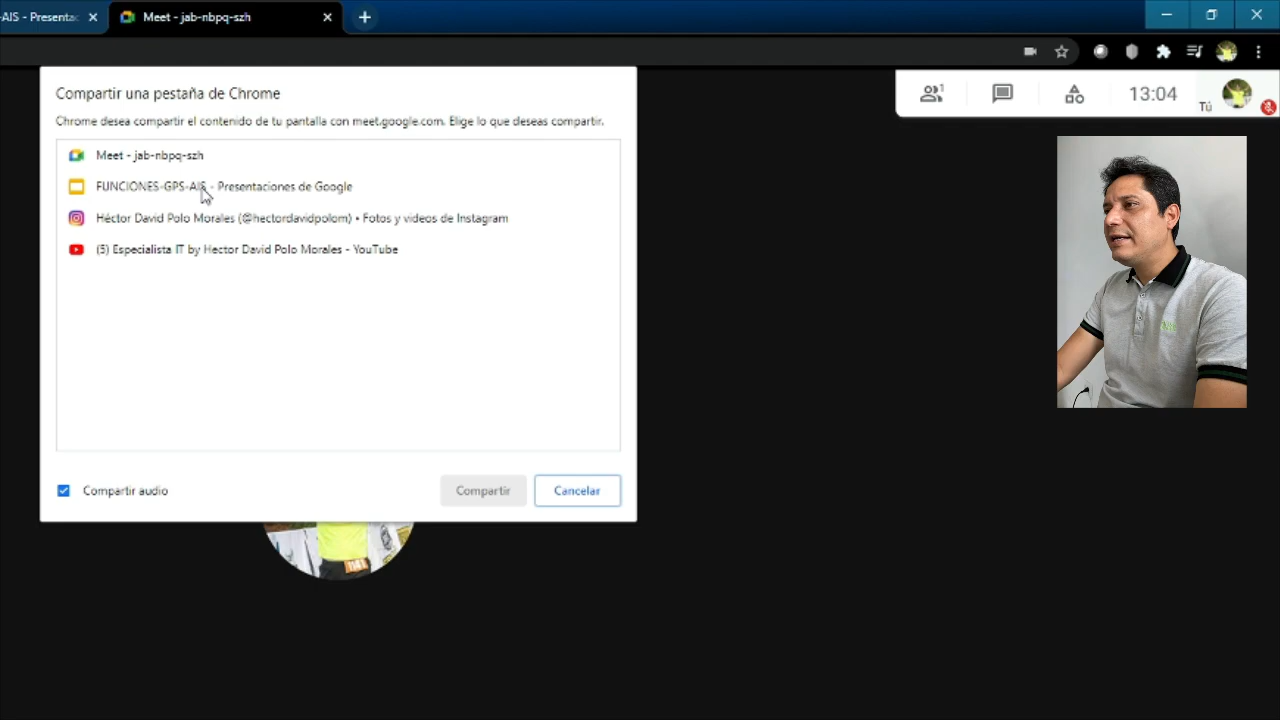 -AIS - Presentac
Meet - jab-nbpq-szh
Compartir una pestaña de Chrome
Chrome desea compartir el contenido de tu pantalla con meet.google.com. Elige lo que deseas compartir.
Meet - jab-nbpq-szh
FUNCIONES-GPS-AIS - Presentaciones de Google
Héctor David Polo Morales (@hectordavidpolom) • Fotos y videos de Instagram
(5) Especialista IT by Hector David Polo Morales - YouTube
Compartir audio
Compartir
Cancelar
1
13:04
Tú